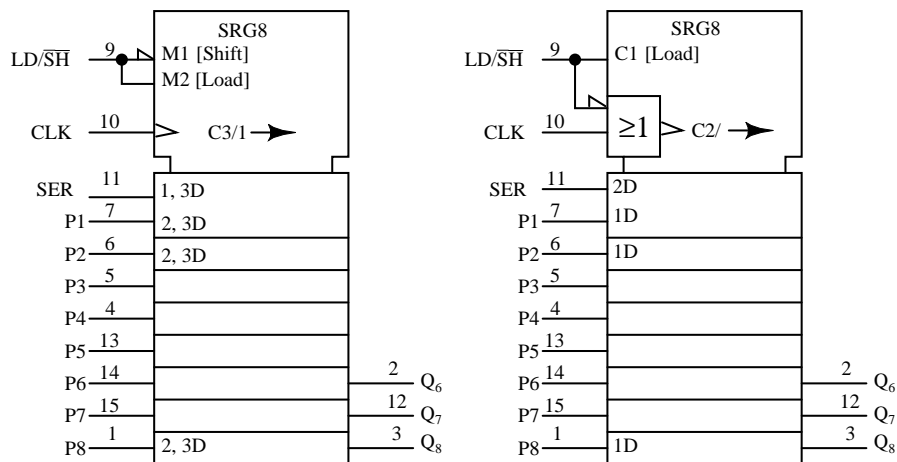 SRG8
LD/S̅H̅ 9 M1 [Shift]
M2 [Load]
CLK 10 C3/1
SER 11 1, 3D
P1 7 2, 3D
P2 6 2, 3D
P3 5
P4 4
P5 13
P6 14 2 Q6
P7 15 12 Q7
P8 1 2, 3D 3 Q8
SRG8
LD/S̅H̅ 9 C1 [Load]
CLK 10 ≥1 C2/
SER 11 2D
P1 7 1D
P2 6 1D
P3 5
P4 4
P5 13
P6 14 2 Q6
P7 15 12 Q7
P8 1 1D 3 Q8